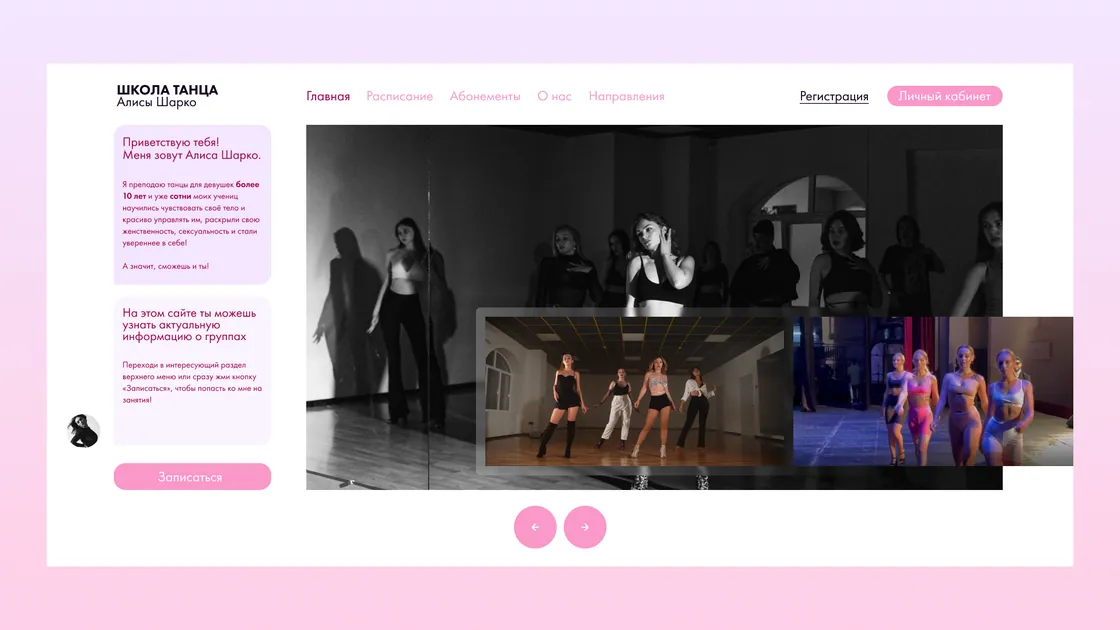 ШКОЛА ТАНЦА
Алисы Шарко
Главная Расписание Абонементы О нас Направления
Регистрация Личный кабинет
Приветствую тебя!
Меня зовут Алиса Шарко.
Я преподаю танцы для девушек более
10 лет и уже сотни моих учениц
научились чувствовать своё тело и
красиво управлять им, раскрыли свою
женственность, сексуальность и стали
увереннее в себе!
А значит, сможешь и ты!
На этом сайте ты можешь
узнать актуальную
информацию о группах
Переходи в интересующий раздел
верхнего меню или сразу жми кнопку
«Записаться», чтобы попасть ко мне на
занятия!
Записаться